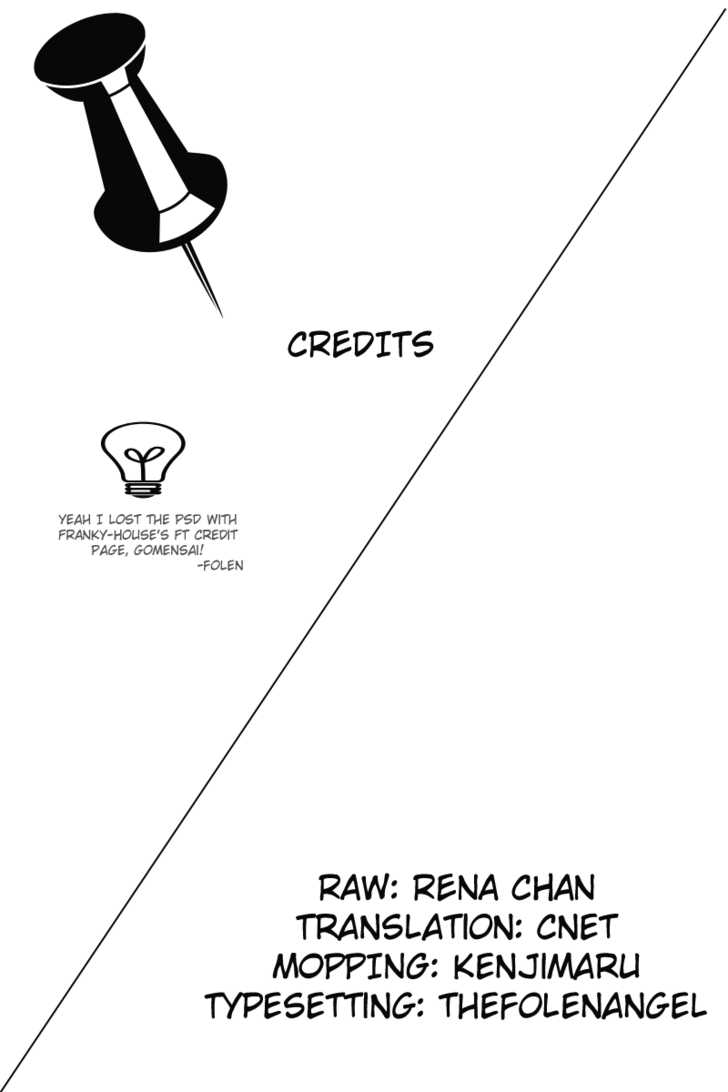 CREDITS
YEAH I LOST THE PSD WITH
FRANKY-HOUSE'S FT CREDIT
PAGE, GOMENSAI!
-FOLEN
RAW: RENA CHAN
TRANSLATION: CNET
MOPPING: KENJIMARU
TYPESETTING: THEFOLENANGEL